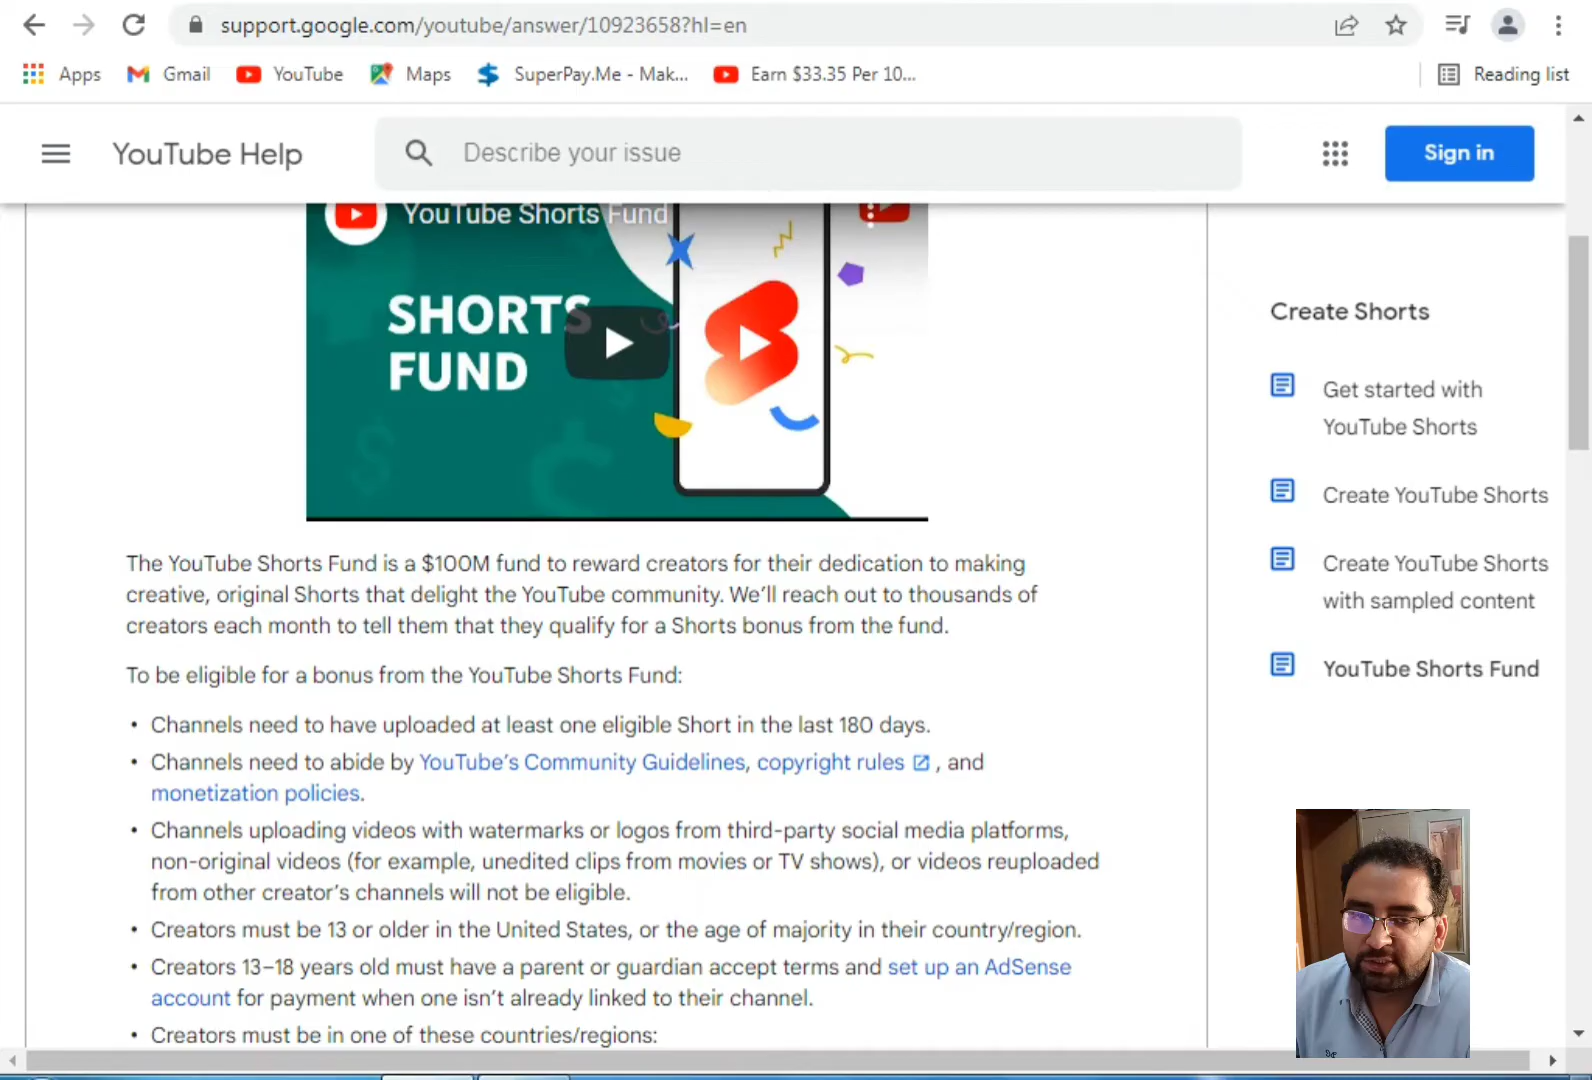 support.google.com/youtube/answer/10923658?hl=en
Apps Gmail YouTube Maps SuperPay.Me - Mak... Earn $33.35 Per 10... Reading list
YouTube Help Describe your issue Sign in
YouTube Shorts Fund
SHORTS
FUND
The YouTube Shorts Fund is a $100M fund to reward creators for their dedication to making
creative, original Shorts that delight the YouTube community. We’ll reach out to thousands of
creators each month to tell them that they qualify for a Shorts bonus from the fund.
To be eligible for a bonus from the YouTube Shorts Fund:
• Channels need to have uploaded at least one eligible Short in the last 180 days.
• Channels need to abide by YouTube’s Community Guidelines, copyright rules , and
monetization policies.
• Channels uploading videos with watermarks or logos from third-party social media platforms,
non-original videos (for example, unedited clips from movies or TV shows), or videos reuploaded
from other creator’s channels will not be eligible.
• Creators must be 13 or older in the United States, or the age of majority in their country/region.
• Creators 13–18 years old must have a parent or guardian accept terms and set up an AdSense
account for payment when one isn’t already linked to their channel.
• Creators must be in one of these countries/regions:
Create Shorts
Get started with
YouTube Shorts
Create YouTube Shorts
Create YouTube Shorts
with sampled content
YouTube Shorts Fund